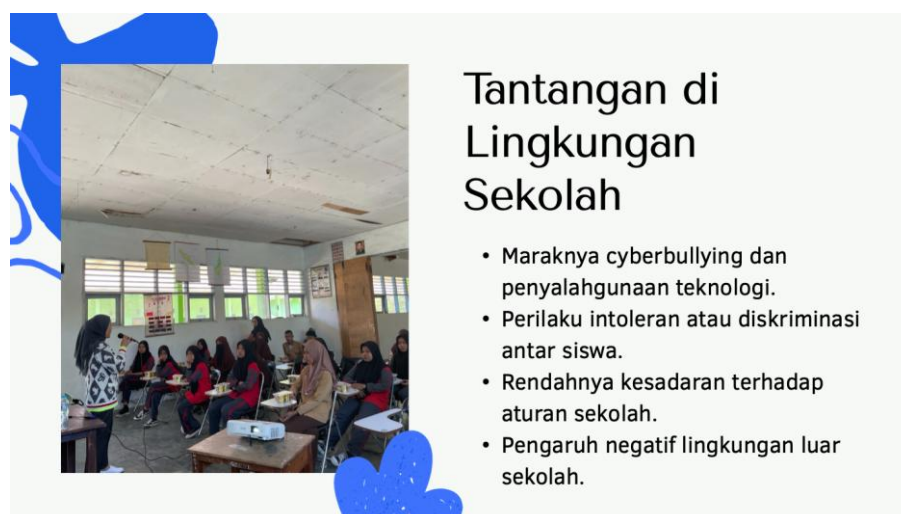 Tantangan di
Lingkungan
Sekolah
• Maraknya cyberbullying dan
penyalahgunaan teknologi.
• Perilaku intoleran atau diskriminasi
antar siswa.
• Rendahnya kesadaran terhadap
aturan sekolah.
• Pengaruh negatif lingkungan luar
sekolah.